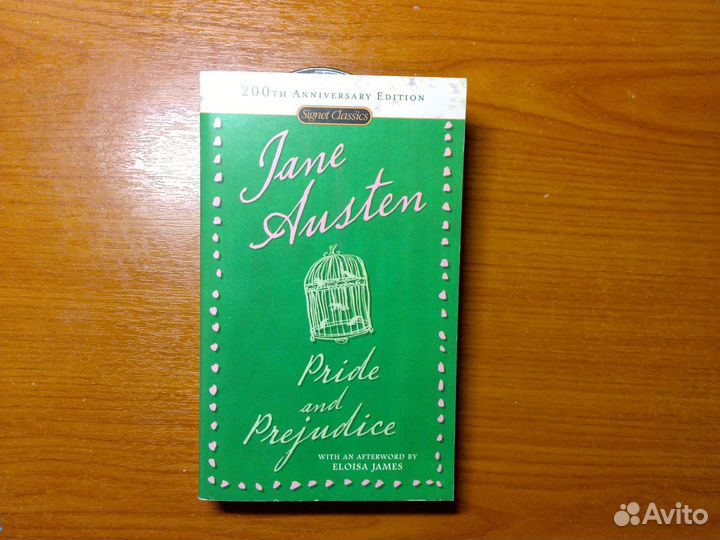 200TH ANNIVERSARY EDITION
Signet Classics
Jane
Austen
Pride
and
Prejudice
WITH AN AFTERWORD BY
ELOISA JAMES
Avito